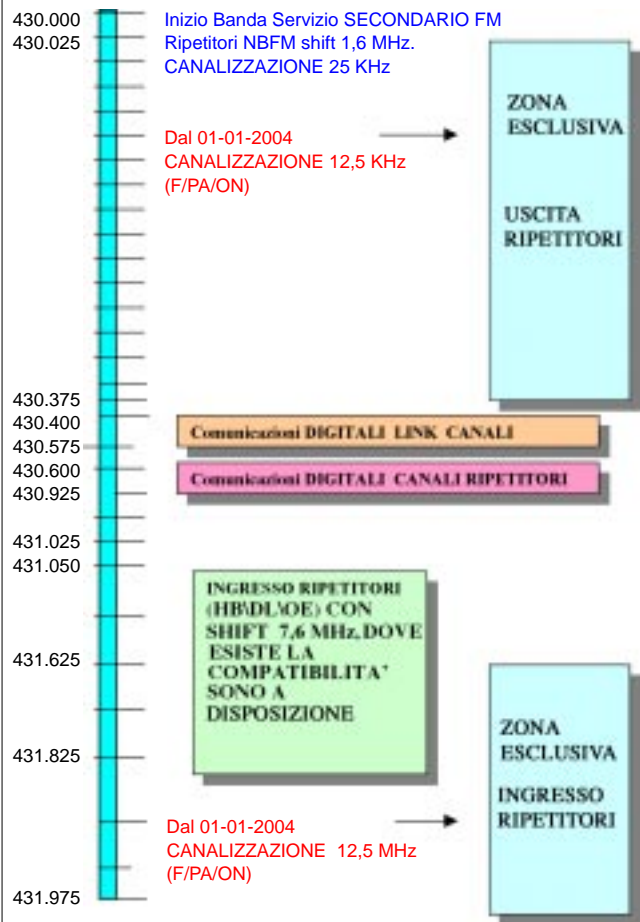 430.000
Inizio Banda Servizio SECONDARIO FM
430.025
Ripetitori NBFM shift 1,6 MHz.
CANALIZZAZIONE 25 KHz
Dal 01-01-2004
CANALIZZAZIONE 12,5 KHz
(F/PA/ON)
ZONA
ESCLUSIVA
USCITA
RIPETITORI
430.375
430.400
430.575
430.600
430.925
Comunicazioni DIGITALI LINK CANALI
Comunicazioni DIGITALI CANALI RIPETITORI
431.025
431.050
INGRESSO RIPETITORI
(HB\DL\OE) CON
SHIFT 7,6 MHz, DOVE
ESISTE LA
COMPATIBILITA'
SONO A
DISPOSIZIONE
431.625
431.825
ZONA
ESCLUSIVA
INGRESSO
RIPETITORI
Dal 01-01-2004
CANALIZZAZIONE 12,5 MHz
(F/PA/ON)
431.975